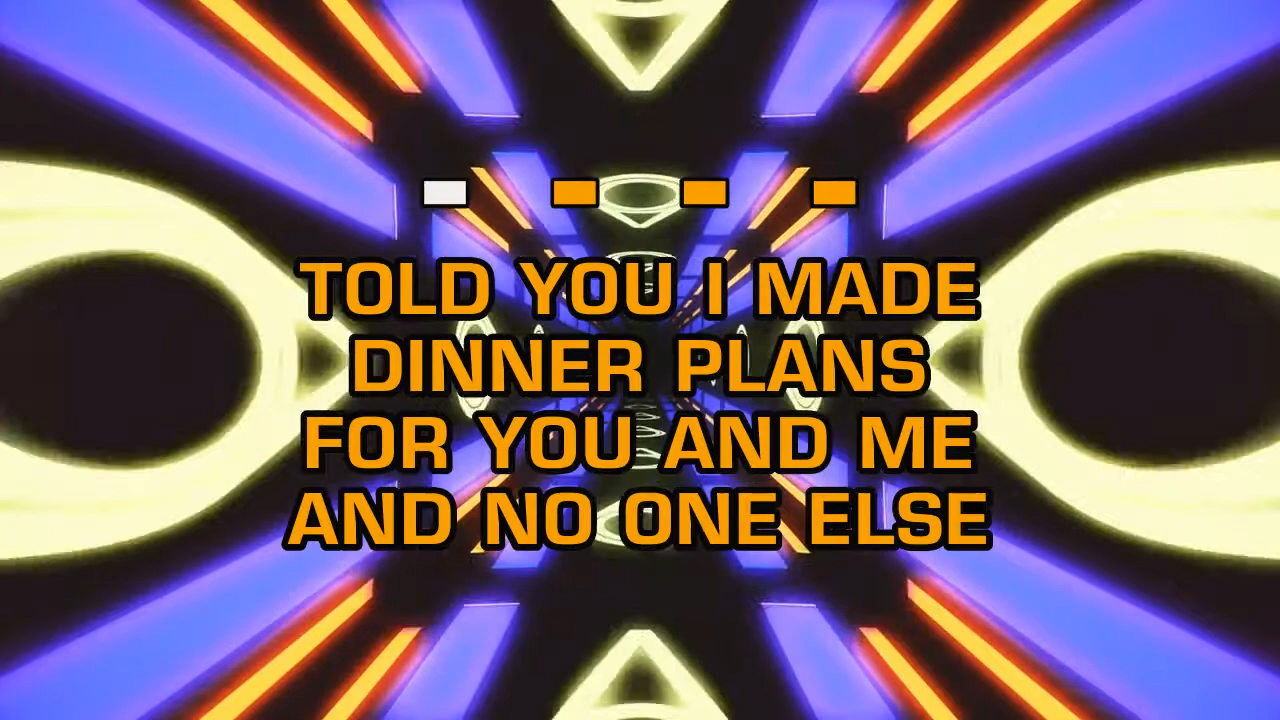 TOLD YOU I MADE
DINNER PLANS
FOR YOU AND ME
AND NO ONE ELSE